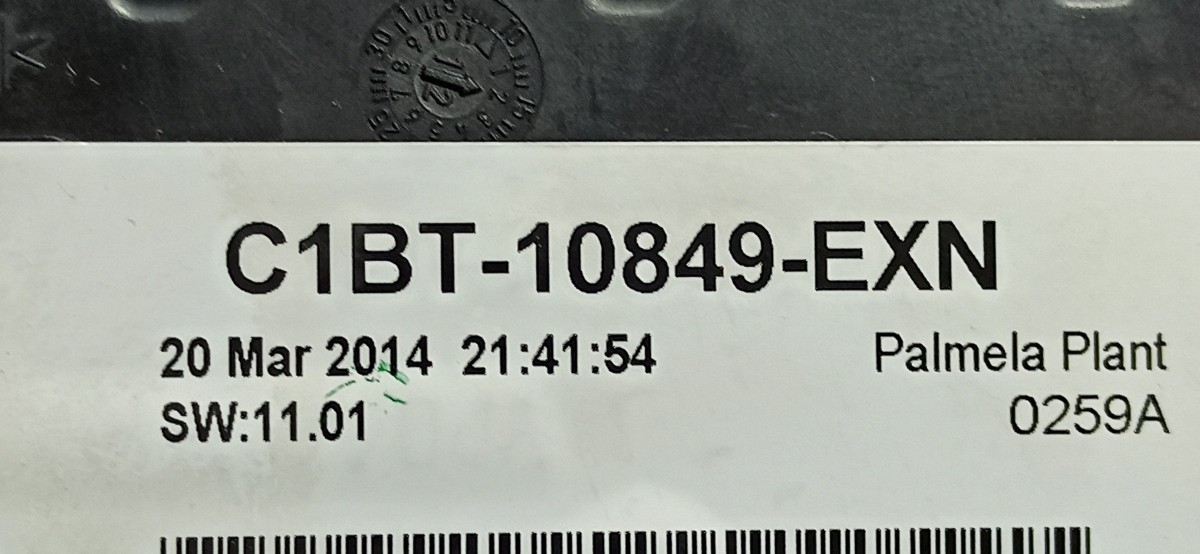 C1BT-10849-EXN
20 Mar 2014 21:41:54
Palmela Plant
SW:11.01
0259A